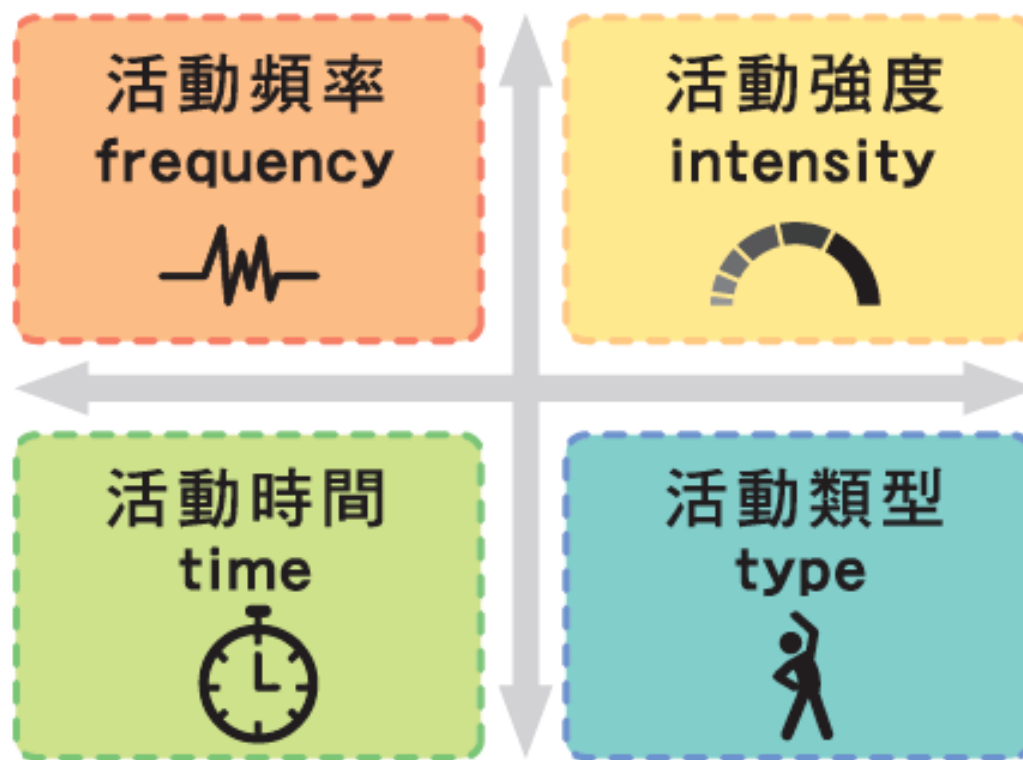 活動頻率
frequency
活動強度
intensity
活動時間
time
活動類型
type